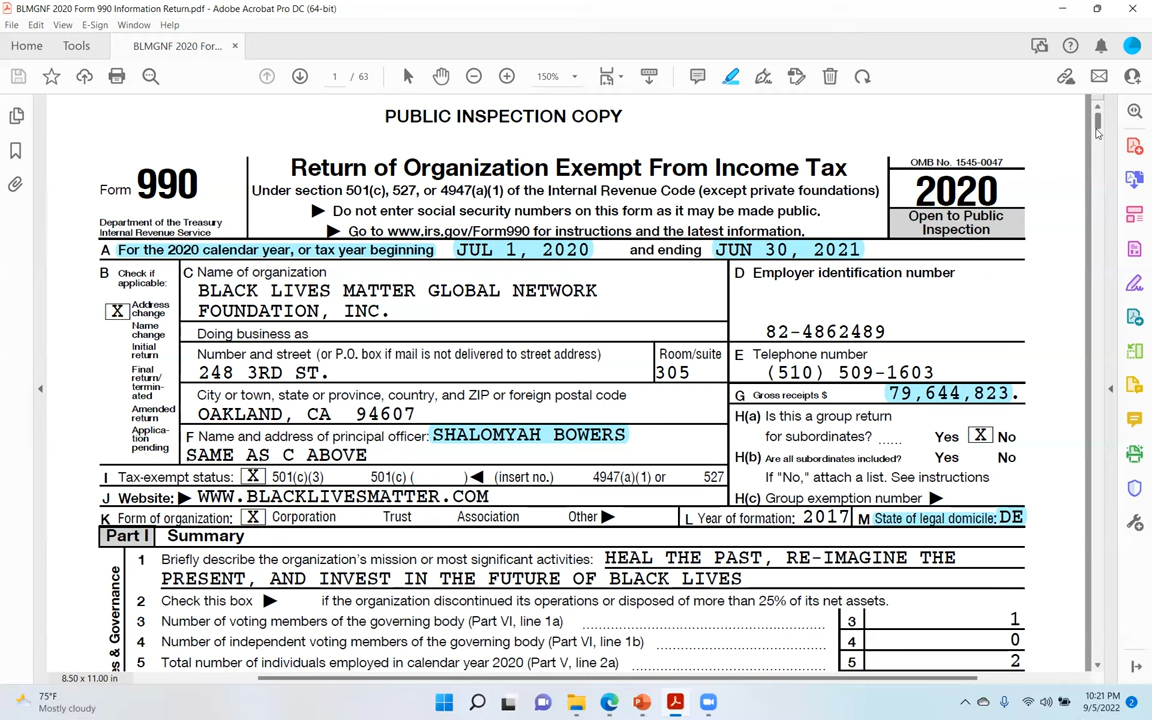 BLMGNF 2020 Form 990 Information Return.pdf - Adobe Acrobat Pro DC (64-bit)
File Edit View E-Sign Window Help
Home Tools BLMGNF 2020 For... ×
1 / 63 150%
PUBLIC INSPECTION COPY
Form 990
Department of the Treasury
Internal Revenue Service
Return of Organization Exempt From Income Tax
Under section 501(c), 527, or 4947(a)(1) of the Internal Revenue Code (except private foundations)
▶ Do not enter social security numbers on this form as it may be made public.
▶ Go to www.irs.gov/Form990 for instructions and the latest information.
OMB No. 1545-0047
2020
Open to Public
Inspection
A For the 2020 calendar year, or tax year beginning JUL 1, 2020 and ending JUN 30, 2021
B Check if
applicable:
X Address
change
Name
change
Initial
return
Final
return/
termin-
ated
Amended
return
Applica-
tion
pending
C Name of organization
BLACK LIVES MATTER GLOBAL NETWORK
FOUNDATION, INC.
Doing business as
Number and street (or P.O. box if mail is not delivered to street address)
248 3RD ST.
Room/suite
305
City or town, state or province, country, and ZIP or foreign postal code
OAKLAND, CA 94607
F Name and address of principal officer: SHALOMYAH BOWERS
SAME AS C ABOVE
D Employer identification number
82-4862489
E Telephone number
(510) 509-1603
G Gross receipts $ 79,644,823.
H(a) Is this a group return
for subordinates? ...... Yes X No
H(b) Are all subordinates included? Yes No
If "No," attach a list. See instructions
H(c) Group exemption number ▶
I Tax-exempt status: X 501(c)(3) 501(c) ( ) ◀ (insert no.) 4947(a)(1) or 527
J Website: ▶ WWW.BLACKLIVESMATTER.COM
K Form of organization: X Corporation Trust Association Other ▶
L Year of formation: 2017 M State of legal domicile: DE
Part I Summary
s & Governance
1 Briefly describe the organization's mission or most significant activities: HEAL THE PAST, RE-IMAGINE THE
PRESENT, AND INVEST IN THE FUTURE OF BLACK LIVES
2 Check this box ▶ if the organization discontinued its operations or disposed of more than 25% of its net assets.
3 Number of voting members of the governing body (Part VI, line 1a) 3 1
4 Number of independent voting members of the governing body (Part VI, line 1b) 4 0
5 Total number of individuals employed in calendar year 2020 (Part V, line 2a) 5 2
8.50 x 11.00 in
75°F
Mostly cloudy
10:21 PM
9/5/2022
2